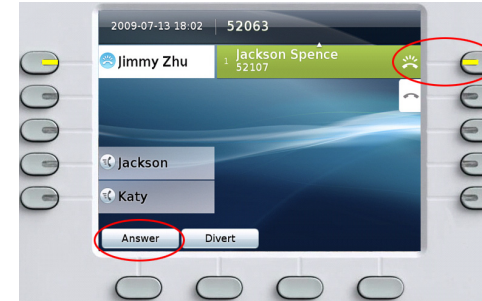 2009-07-13 18:02 52063
Jimmy Zhu
1 Jackson Spence
52107
Jackson
Katy
Answer Divert